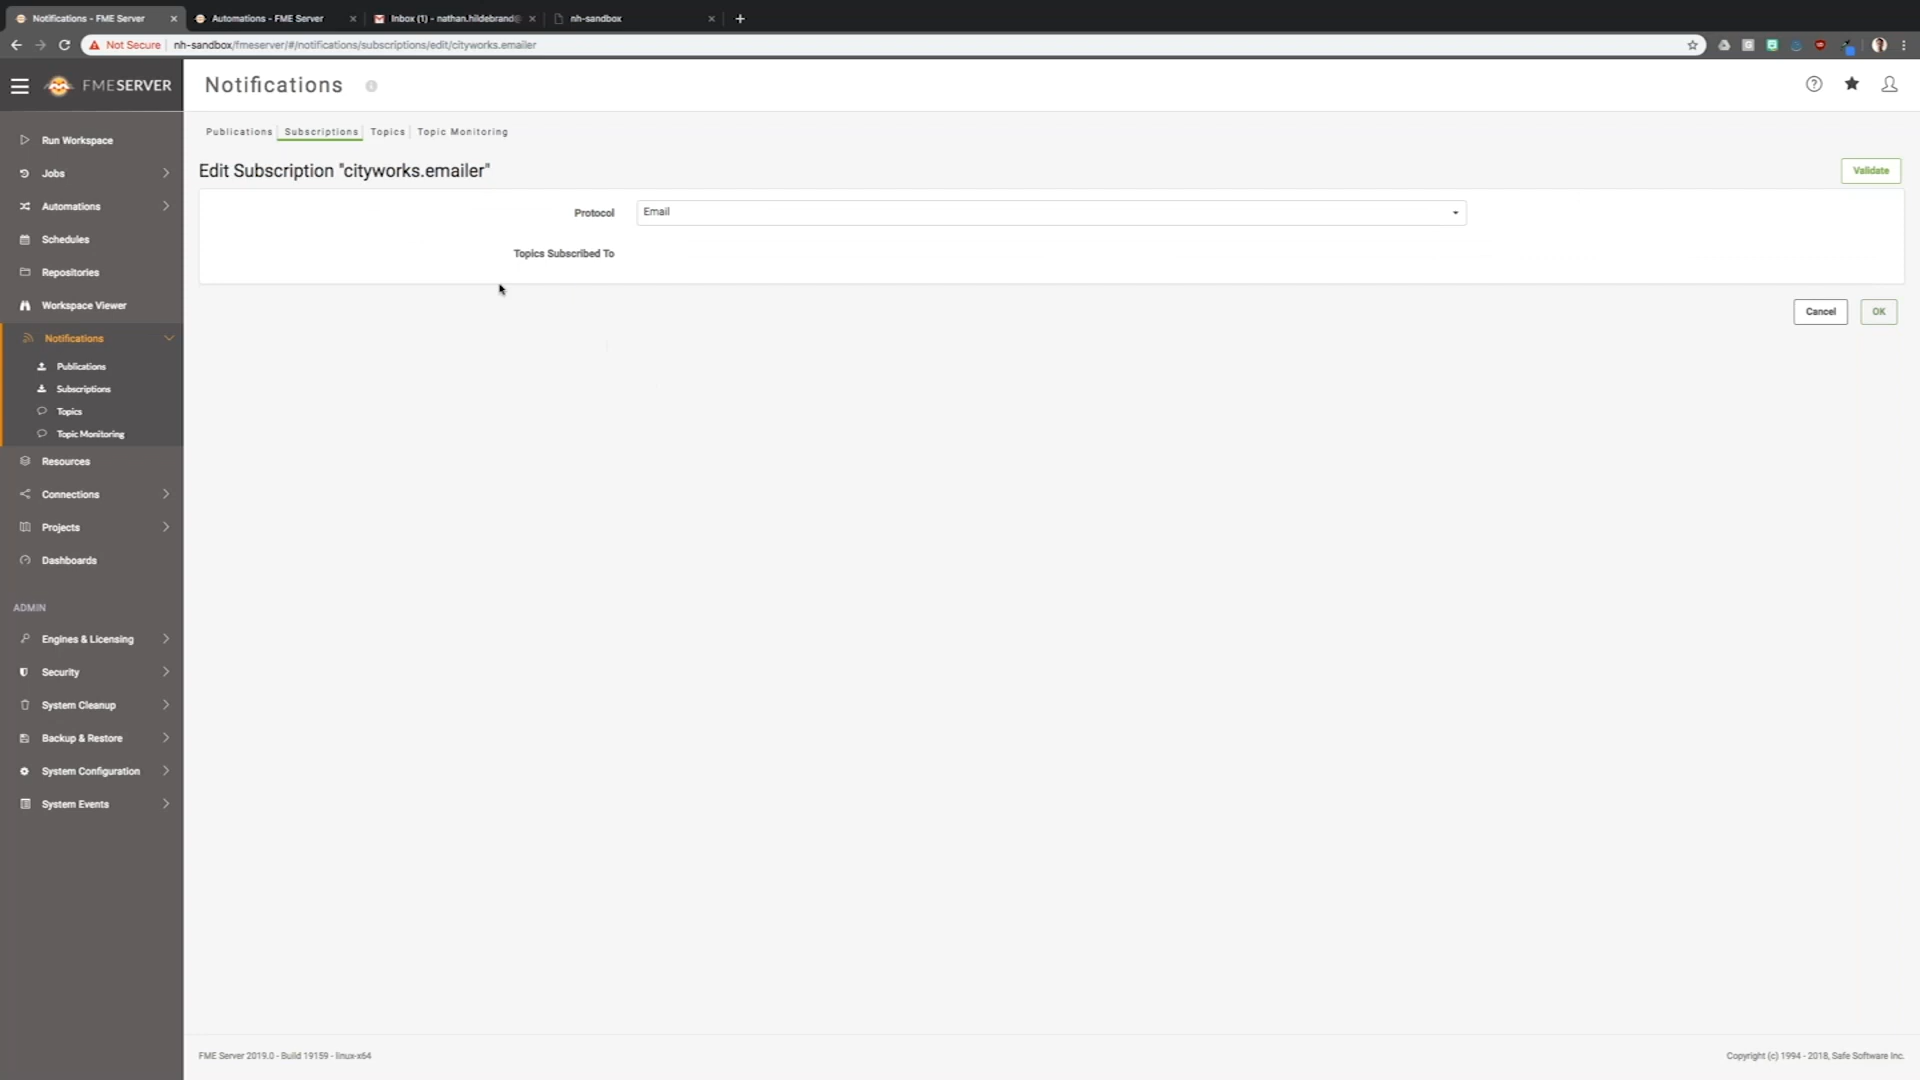 Notifications - FME Server
Automations - FME Server
Inbox (1) - nathan.hildebrand@
nh-sandbox
Not Secure
nh-sandbox/fmeserver/#/notifications/subscriptions/edit/cityworks.emailer
FMESERVER
Notifications
Run Workspace
Jobs
Automations
Schedules
Repositories
Workspace Viewer
Notifications
Publications
Subscriptions
Topics
Topic Monitoring
Resources
Connections
Projects
Dashboards
ADMIN
Engines & Licensing
Security
System Cleanup
Backup & Restore
System Configuration
System Events
Publications Subscriptions Topics Topic Monitoring
Edit Subscription "cityworks.emailer"
Validate
Protocol Email
Topics Subscribed To
Cancel OK
FME Server 2019.0 - Build 19159 - linux-x64
Copyright (c) 1994 - 2018, Safe Software Inc.